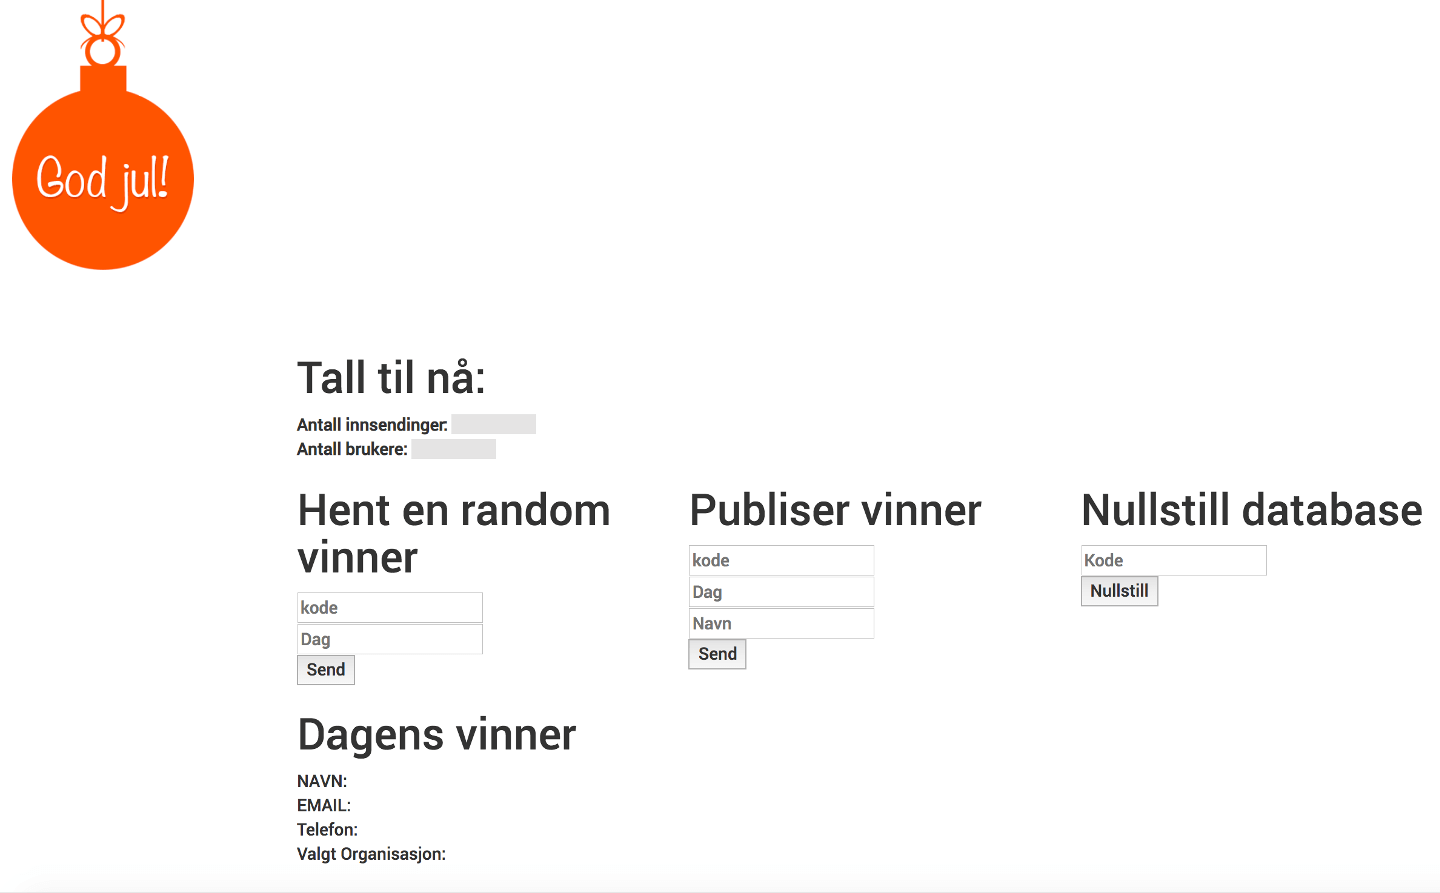 God jul!
Tall til nå:
Antall innsendinger:
Antall brukere:
Hent en random
vinner
kode
Dag
Send
Publiser vinner
kode
Dag
Navn
Send
Nullstill database
Kode
Nullstill
Dagens vinner
NAVN:
EMAIL:
Telefon:
Valgt Organisasjon: